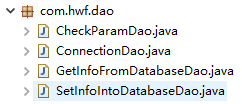 com.hwf.dao
CheckParamDao.java
ConnectionDao.java
GetInfoFromDatabaseDao.java
SetInfoIntoDatabaseDao.java